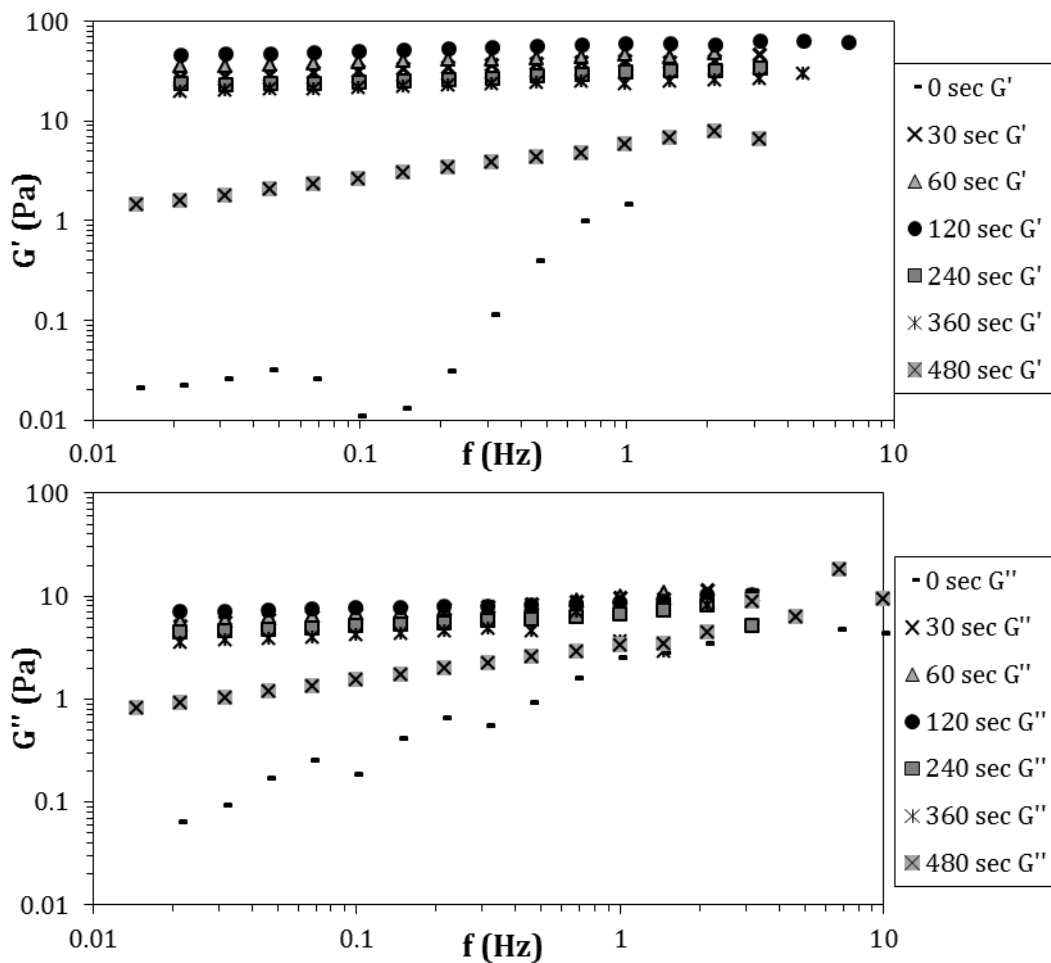 100
10
1
0.1
0.01
G' (Pa)
0.01
0.1
1
10
f (Hz)
0 sec G'
30 sec G'
60 sec G'
120 sec G'
240 sec G'
360 sec G'
480 sec G'
100
10
1
0.1
0.01
G'' (Pa)
0.01
0.1
1
10
f (Hz)
0 sec G''
30 sec G''
60 sec G''
120 sec G''
240 sec G''
360 sec G''
480 sec G''